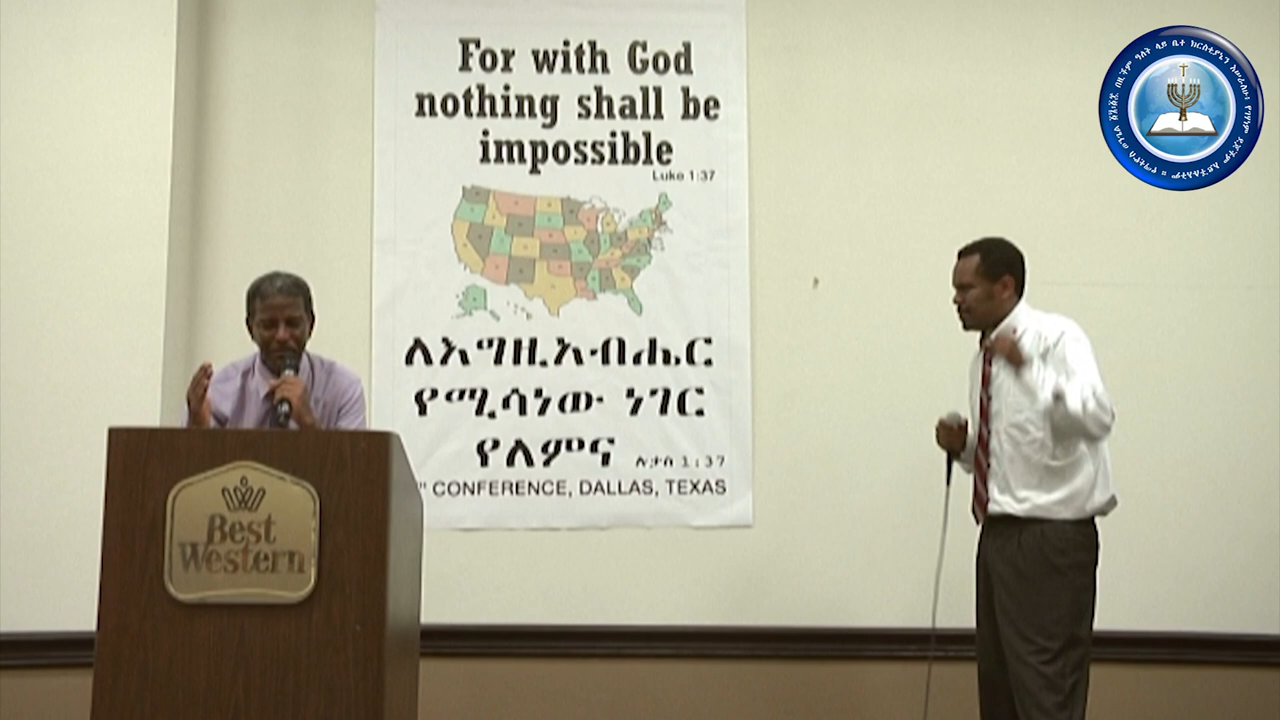 For with God
nothing shall be
impossible
Luke 1:37
ለእግዚአብሔር
የሚሳነው ነገር
የለምና ሉቃስ 1:37
" CONFERENCE, DALLAS, TEXAS
Best
Western